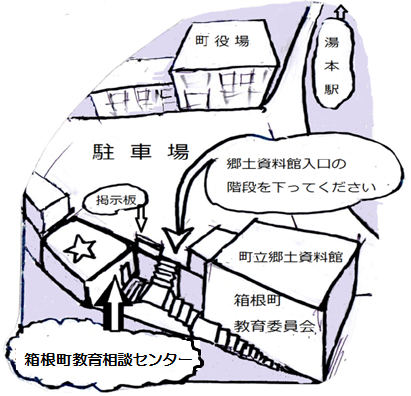 町役場
湯本駅
駐車場
郷土資料館入口の
階段を下ってください
掲示板
町立郷土資料館
箱根町
教育委員会
箱根町教育相談センター